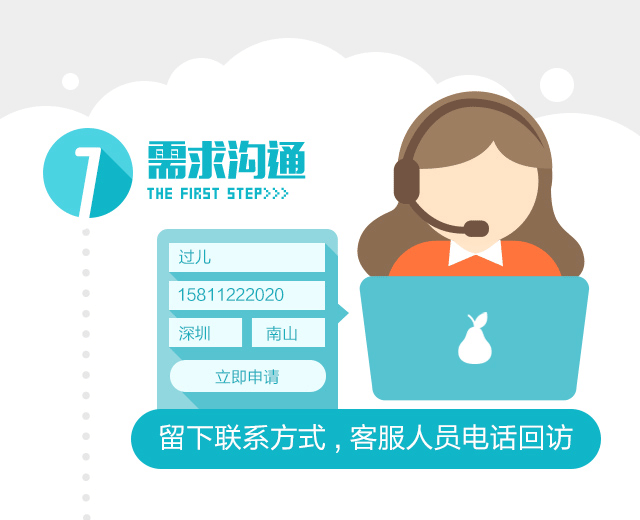 1
需求沟通
THE FIRST STEP>>>
过儿
15811222020
深圳 南山
立即申请
留下联系方式,客服人员电话回访